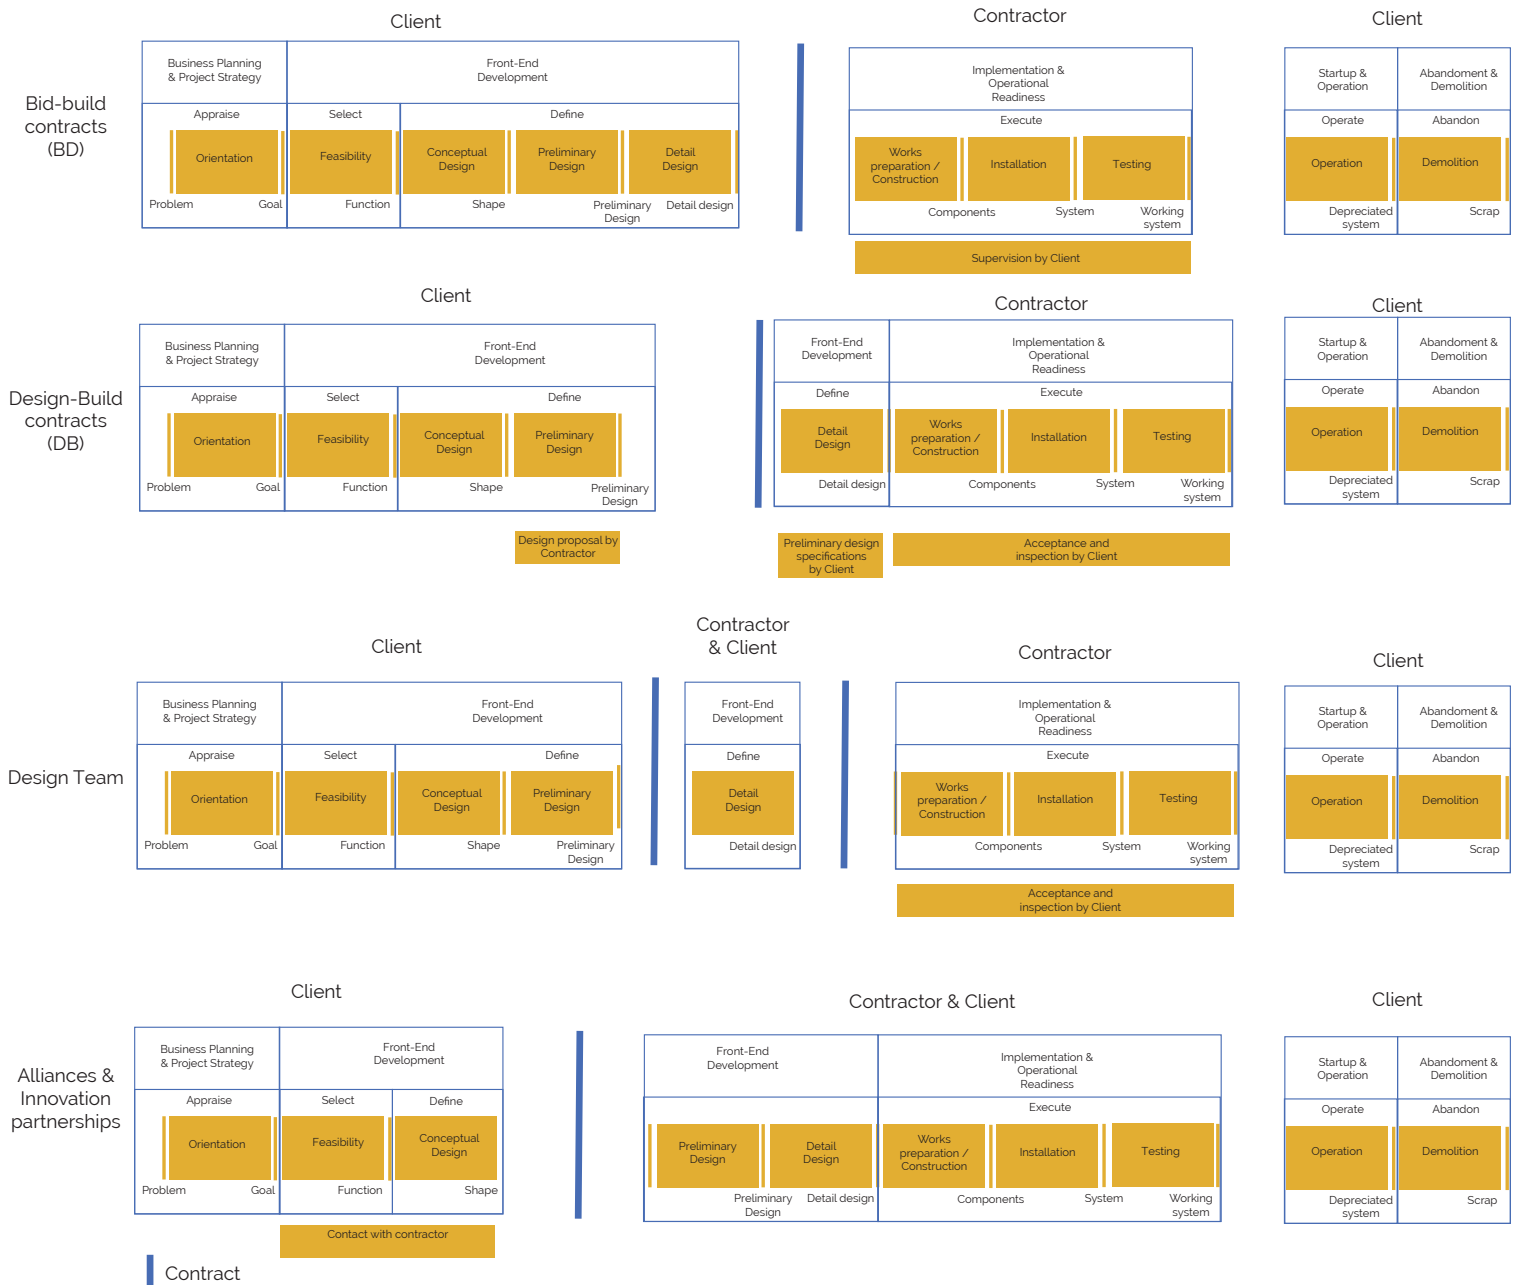 Client
Contractor
Client
Bid-build
contracts
(BD)
Business Planning
& Project Strategy
Front-End
Development
Appraise
Select
Define
Orientation
Feasibility
Conceptual
Design
Preliminary
Design
Detail
Design
Problem
Goal
Function
Shape
Preliminary
Design
Detail design
Implementation &
Operational
Readiness
Execute
Works
preparation /
Construction
Installation
Testing
Components
System
Working
system
Supervision by Client
Startup &
Operation
Abandoment &
Demolition
Operate
Abandon
Operation
Demolition
Depreciated
system
Scrap
Client
Contractor
Client
Design-Build
contracts
(DB)
Business Planning
& Project Strategy
Front-End
Development
Appraise
Select
Define
Orientation
Feasibility
Conceptual
Design
Preliminary
Design
Problem
Goal
Function
Shape
Preliminary
Design
Design proposal by
Contractor
Front-End
Development
Define
Detail
Design
Detail design
Preliminary design
specifications
by Client
Implementation &
Operational
Readiness
Execute
Works
preparation /
Construction
Installation
Testing
Components
System
Working
system
Acceptance and
inspection by Client
Startup &
Operation
Abandoment &
Demolition
Operate
Abandon
Operation
Demolition
Depreciated
system
Scrap
Client
Contractor
& Client
Contractor
Client
Design Team
Business Planning
& Project Strategy
Front-End
Development
Appraise
Select
Define
Orientation
Feasibility
Conceptual
Design
Preliminary
Design
Problem
Goal
Function
Shape
Preliminary
Design
Front-End
Development
Define
Detail
Design
Detail design
Implementation &
Operational
Readiness
Execute
Works
preparation /
Construction
Installation
Testing
Components
System
Working
system
Acceptance and
inspection by Client
Startup &
Operation
Abandoment &
Demolition
Operate
Abandon
Operation
Demolition
Depreciated
system
Scrap
Client
Contractor & Client
Client
Alliances &
Innovation
partnerships
Business Planning
& Project Strategy
Front-End
Development
Appraise
Select
Define
Orientation
Feasibility
Conceptual
Design
Problem
Goal
Function
Shape
Contact with contractor
Front-End
Development
Preliminary
Design
Detail
Design
Preliminary
Design
Detail design
Implementation &
Operational
Readiness
Execute
Works
preparation /
Construction
Installation
Testing
Components
System
Working
system
Startup &
Operation
Abandoment &
Demolition
Operate
Abandon
Operation
Demolition
Depreciated
system
Scrap
Contract